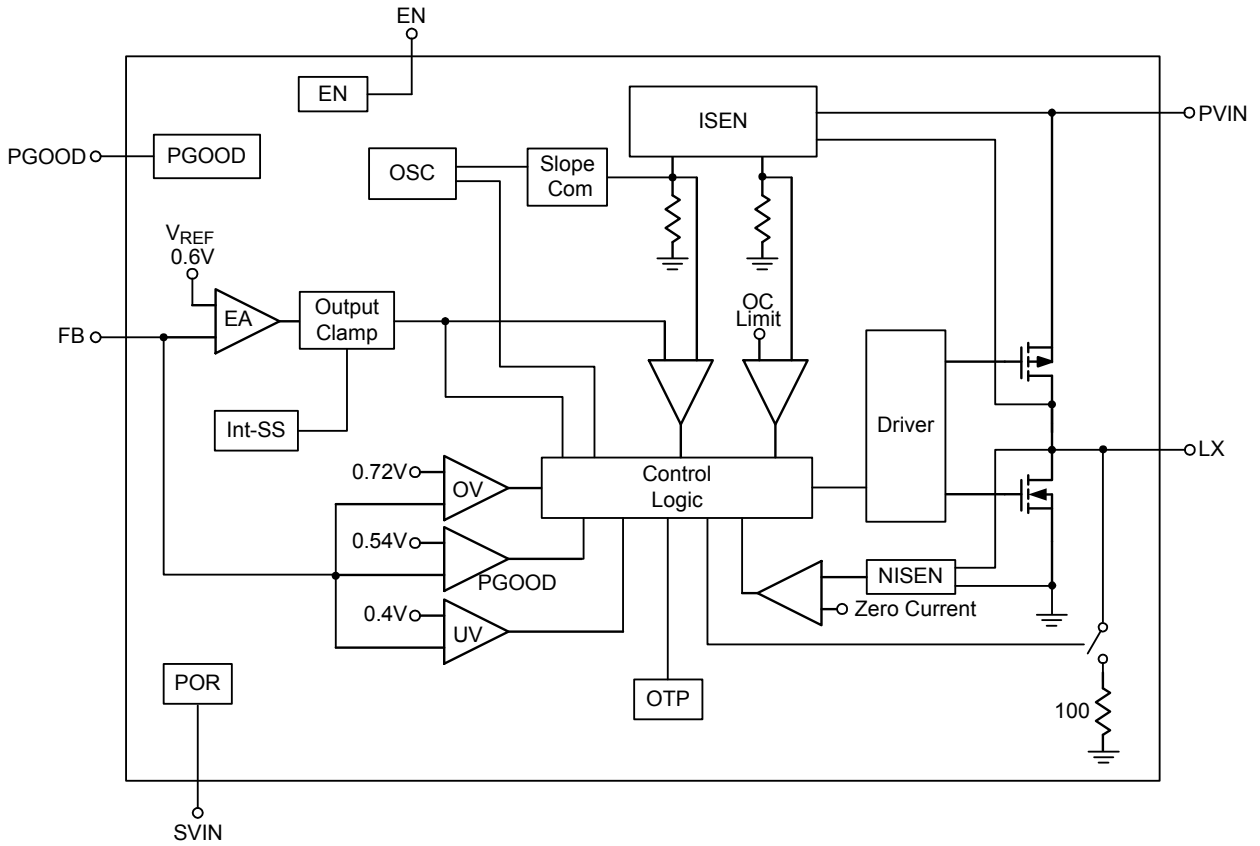 EN
EN
ISEN
PVIN
PGOOD
PGOOD
OSC
Slope
Com
VREF
0.6V
EA
Output
Clamp
OC
Limit
FB
Int-SS
Driver
LX
0.72V
OV
Control
Logic
0.54V
PGOOD
NISEN
0.4V
UV
Zero Current
POR
OTP
100
SVIN